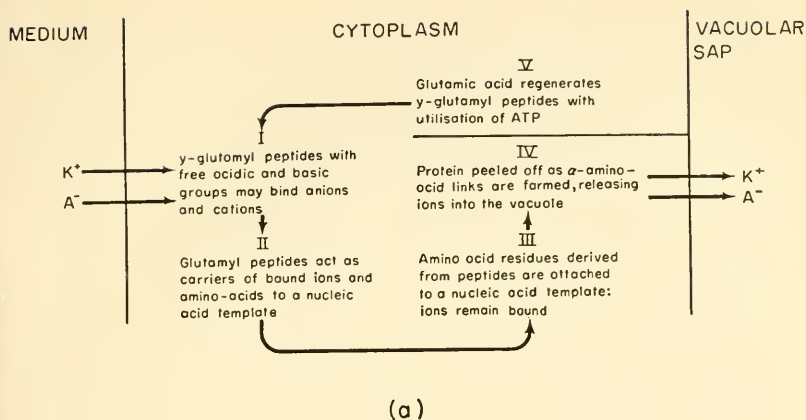 MEDIUM
CYTOPLASM
VACUOLAR
SAP
V
Glutamic acid regenerates
y-glutamyl peptides with
utilisation of ATP
I
y-glutomyl peptides with
free ocidic and basic
groups may bind anions
and cations
K+
A-
II
Glutamyl peptides act as
carriers of bound ions and
amino-acids to a nucleic
acid template
III
Amino ocid residues derived
from peptides are ottached
to a nucleic acid template:
ions remain bound
IV
Protein peeled off as α-amino-
ocid links are farmed, releasing
ions into the vacuole
K+
A-
(a)